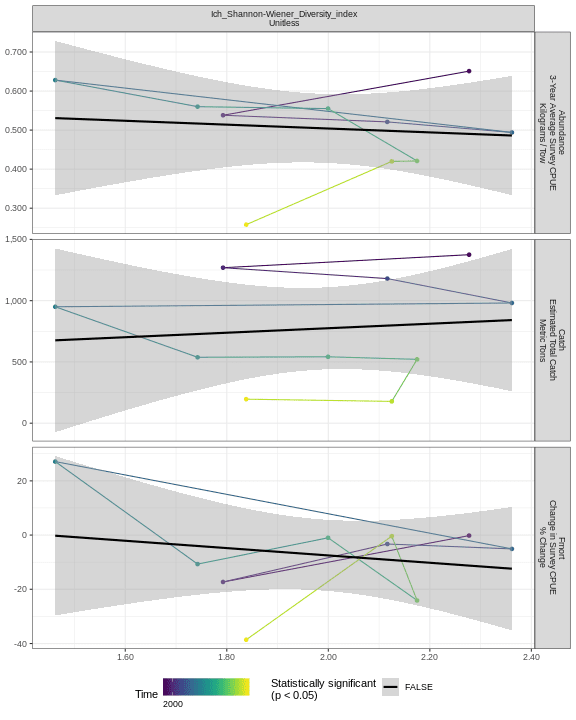 Ich_Shannon-Wiener_Diversity_index
Unitless
0.700
0.600
0.500
0.400
0.300
Abundance
3-Year Average Survey CPUE
Kilograms / Tow
1,500
1,000
500
0
Catch
Estimated Total Catch
Metric Tons
20
0
-20
-40
Fmort
Change in Survey CPUE
% Change
1.60
1.80
2.00
2.20
2.40
Time
2000
Statistically significant
(p < 0.05)
FALSE